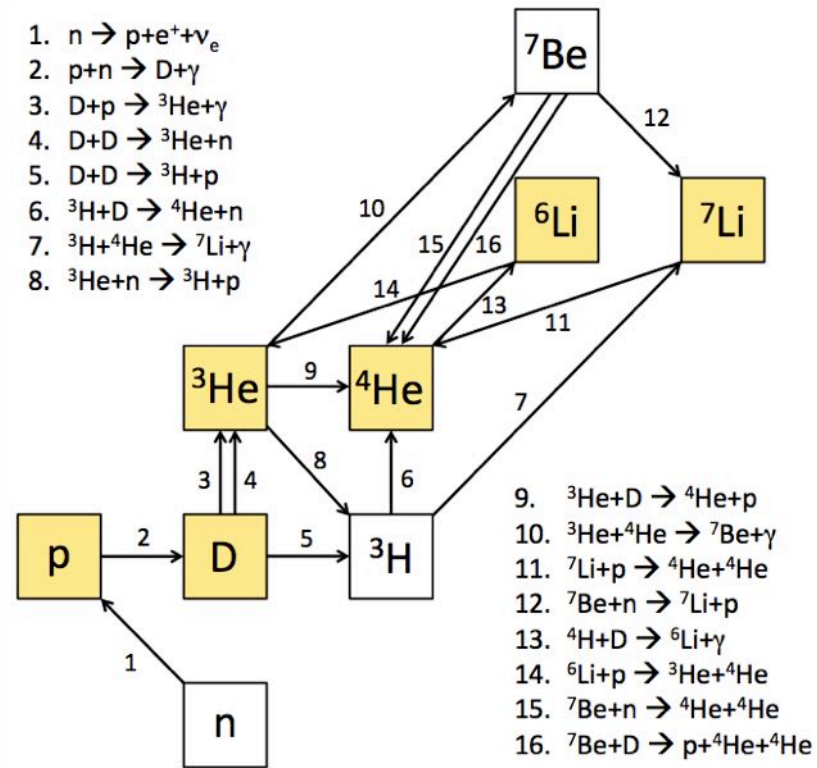 1. n → p+e⁺+νₑ
2. p+n → D+γ
3. D+p → ³He+γ
4. D+D → ³He+n
5. D+D → ³H+p
6. ³H+D → ⁴He+n
7. ³H+⁴He → ⁷Li+γ
8. ³He+n → ³H+p
⁷Be
12
⁶Li
⁷Li
10
15
16
14
13
11
³He
9
⁴He
7
3
4
8
6
p
2
D
5
³H
1
n
9. ³He+D → ⁴He+p
10. ³He+⁴He → ⁷Be+γ
11. ⁷Li+p → ⁴He+⁴He
12. ⁷Be+n → ⁷Li+p
13. ⁴H+D → ⁶Li+γ
14. ⁶Li+p → ³He+⁴He
15. ⁷Be+n → ⁴He+⁴He
16. ⁷Be+D → p+⁴He+⁴He